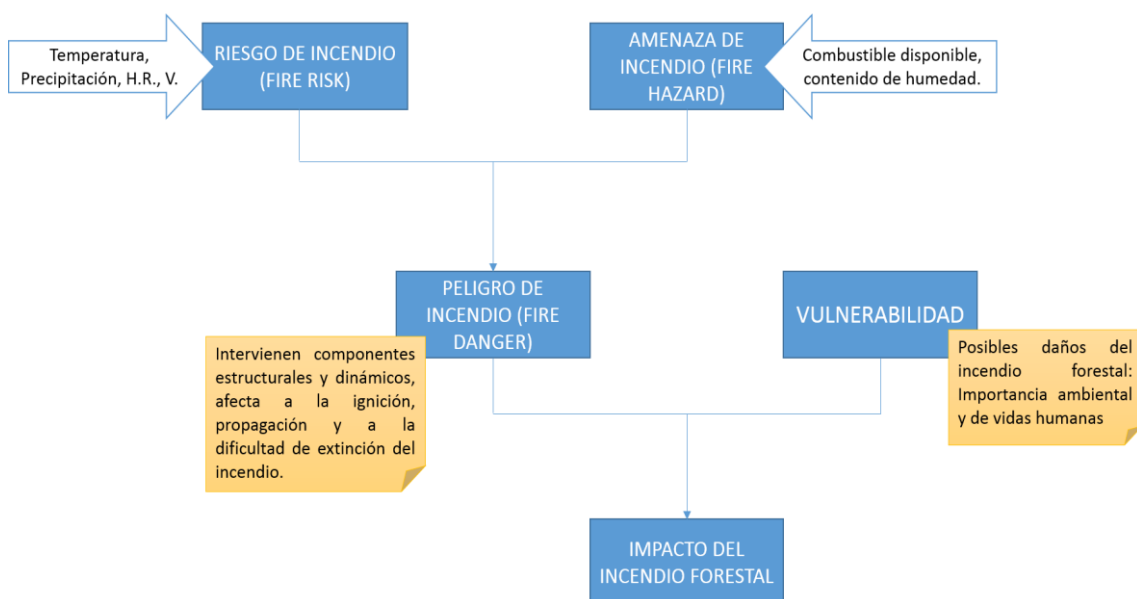 Temperatura,
Precipitación, H.R., V.
RIESGO DE INCENDIO
(FIRE RISK)
AMENAZA DE
INCENDIO (FIRE
HAZARD)
Combustible disponible,
contenido de humedad.
PELIGRO DE
INCENDIO (FIRE
DANGER)
VULNERABILIDAD
Intervienen componentes
estructurales y dinámicos,
afecta a la ignición,
propagación y a la
dificultad de extinción del
incendio.
Posibles daños del
incendio forestal:
Importancia ambiental
y de vidas humanas
IMPACTO DEL
INCENDIO FORESTAL